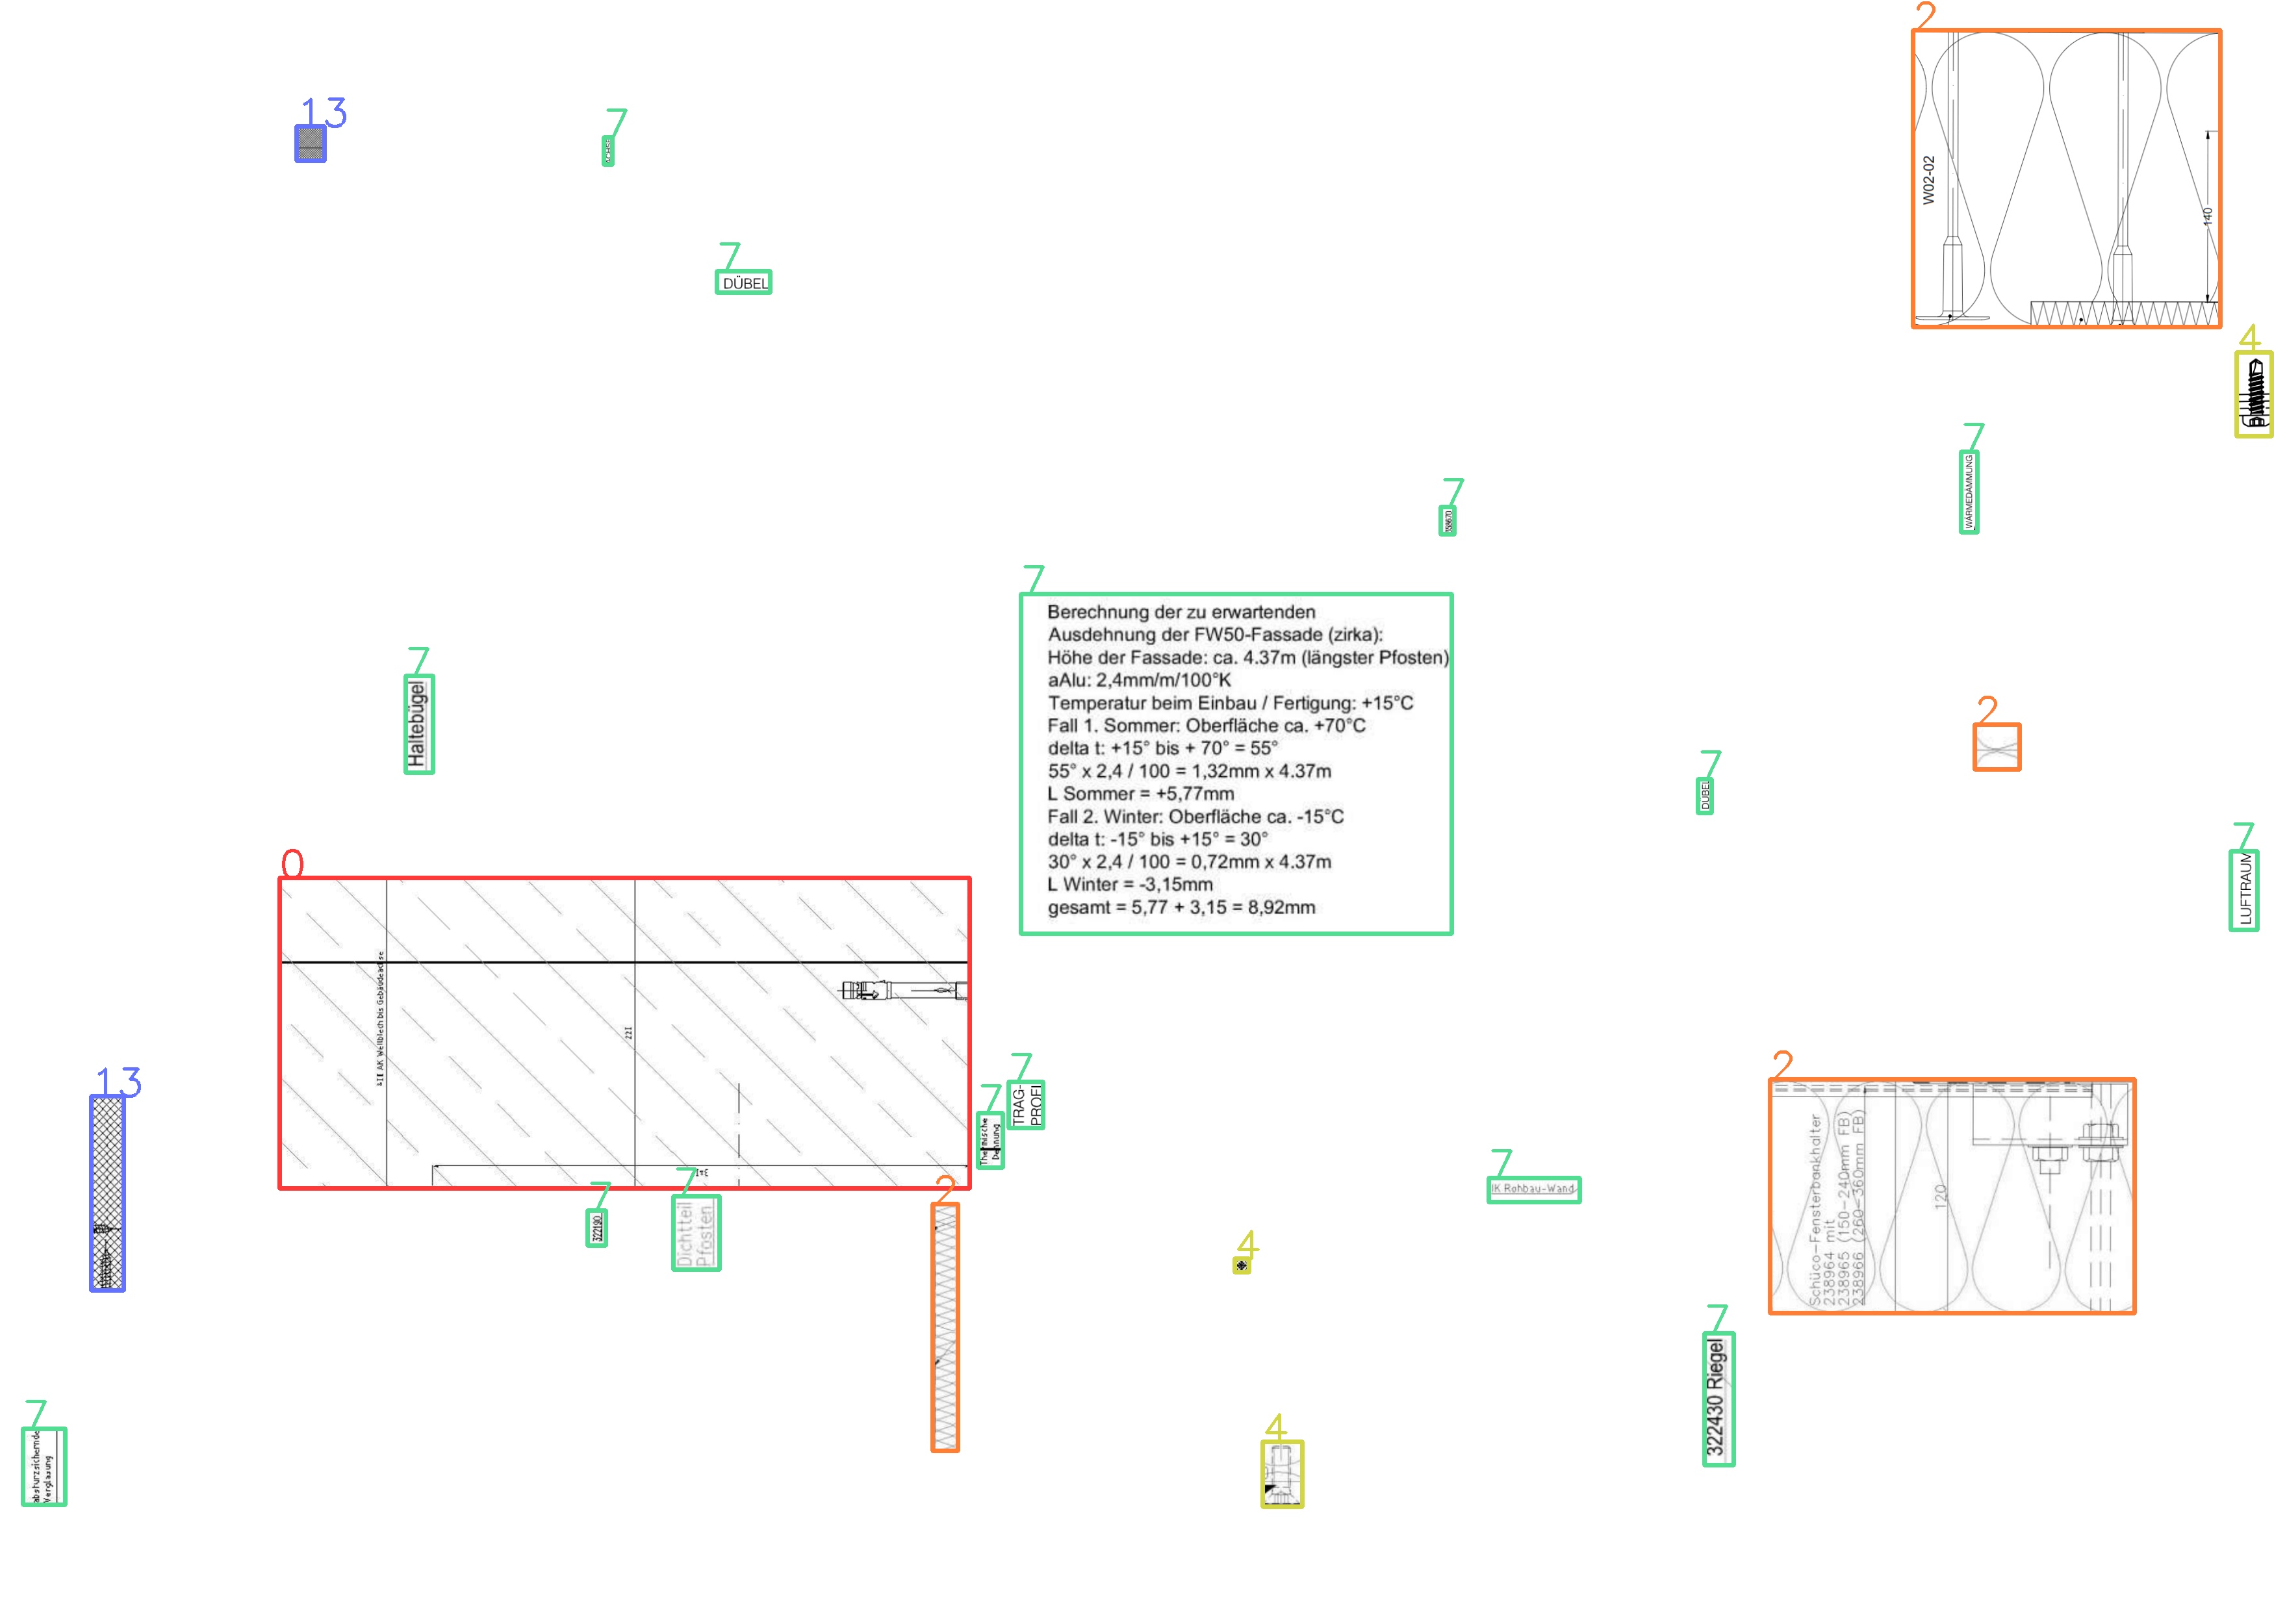 2
13
7
ACHSE
7
DÜBEL
W02-02
140
4
7
WÄRMEDÄMMUNG
7
358670
7
Berechnung der zu erwartenden
Ausdehnung der FW50-Fassade (zirka):
Höhe der Fassade: ca. 4.37m (längster Pfosten)
aAlu: 2,4mm/m/100°K
Temperatur beim Einbau / Fertigung: +15°C
Fall 1. Sommer: Oberfläche ca. +70°C
delta t: +15° bis + 70° = 55°
55° x 2,4 / 100 = 1,32mm x 4.37m
L Sommer = +5,77mm
Fall 2. Winter: Oberfläche ca. -15°C
delta t: -15° bis +15° = 30°
30° x 2,4 / 100 = 0,72mm x 4.37m
L Winter = -3,15mm
gesamt = 5,77 + 3,15 = 8,92mm
7
Haltebügel
2
7
DÜBEL
7
LUFTRAUM
0
AK Wellblech bis Gebäudeachse
221
13
7
Thermische
Dehnung
7
TRAG-
PROFI
2
Schüco-Fensterbankhalter
238964 mit
238965 (150-240mm FB)
238966 (260-360mm FB)
120
7
IK Rohbau-Wand
7
322190
7
Dichtteil
Pfosten
2
4
7
322430 Riegel
7
absturzsichernde
Verglasung
4